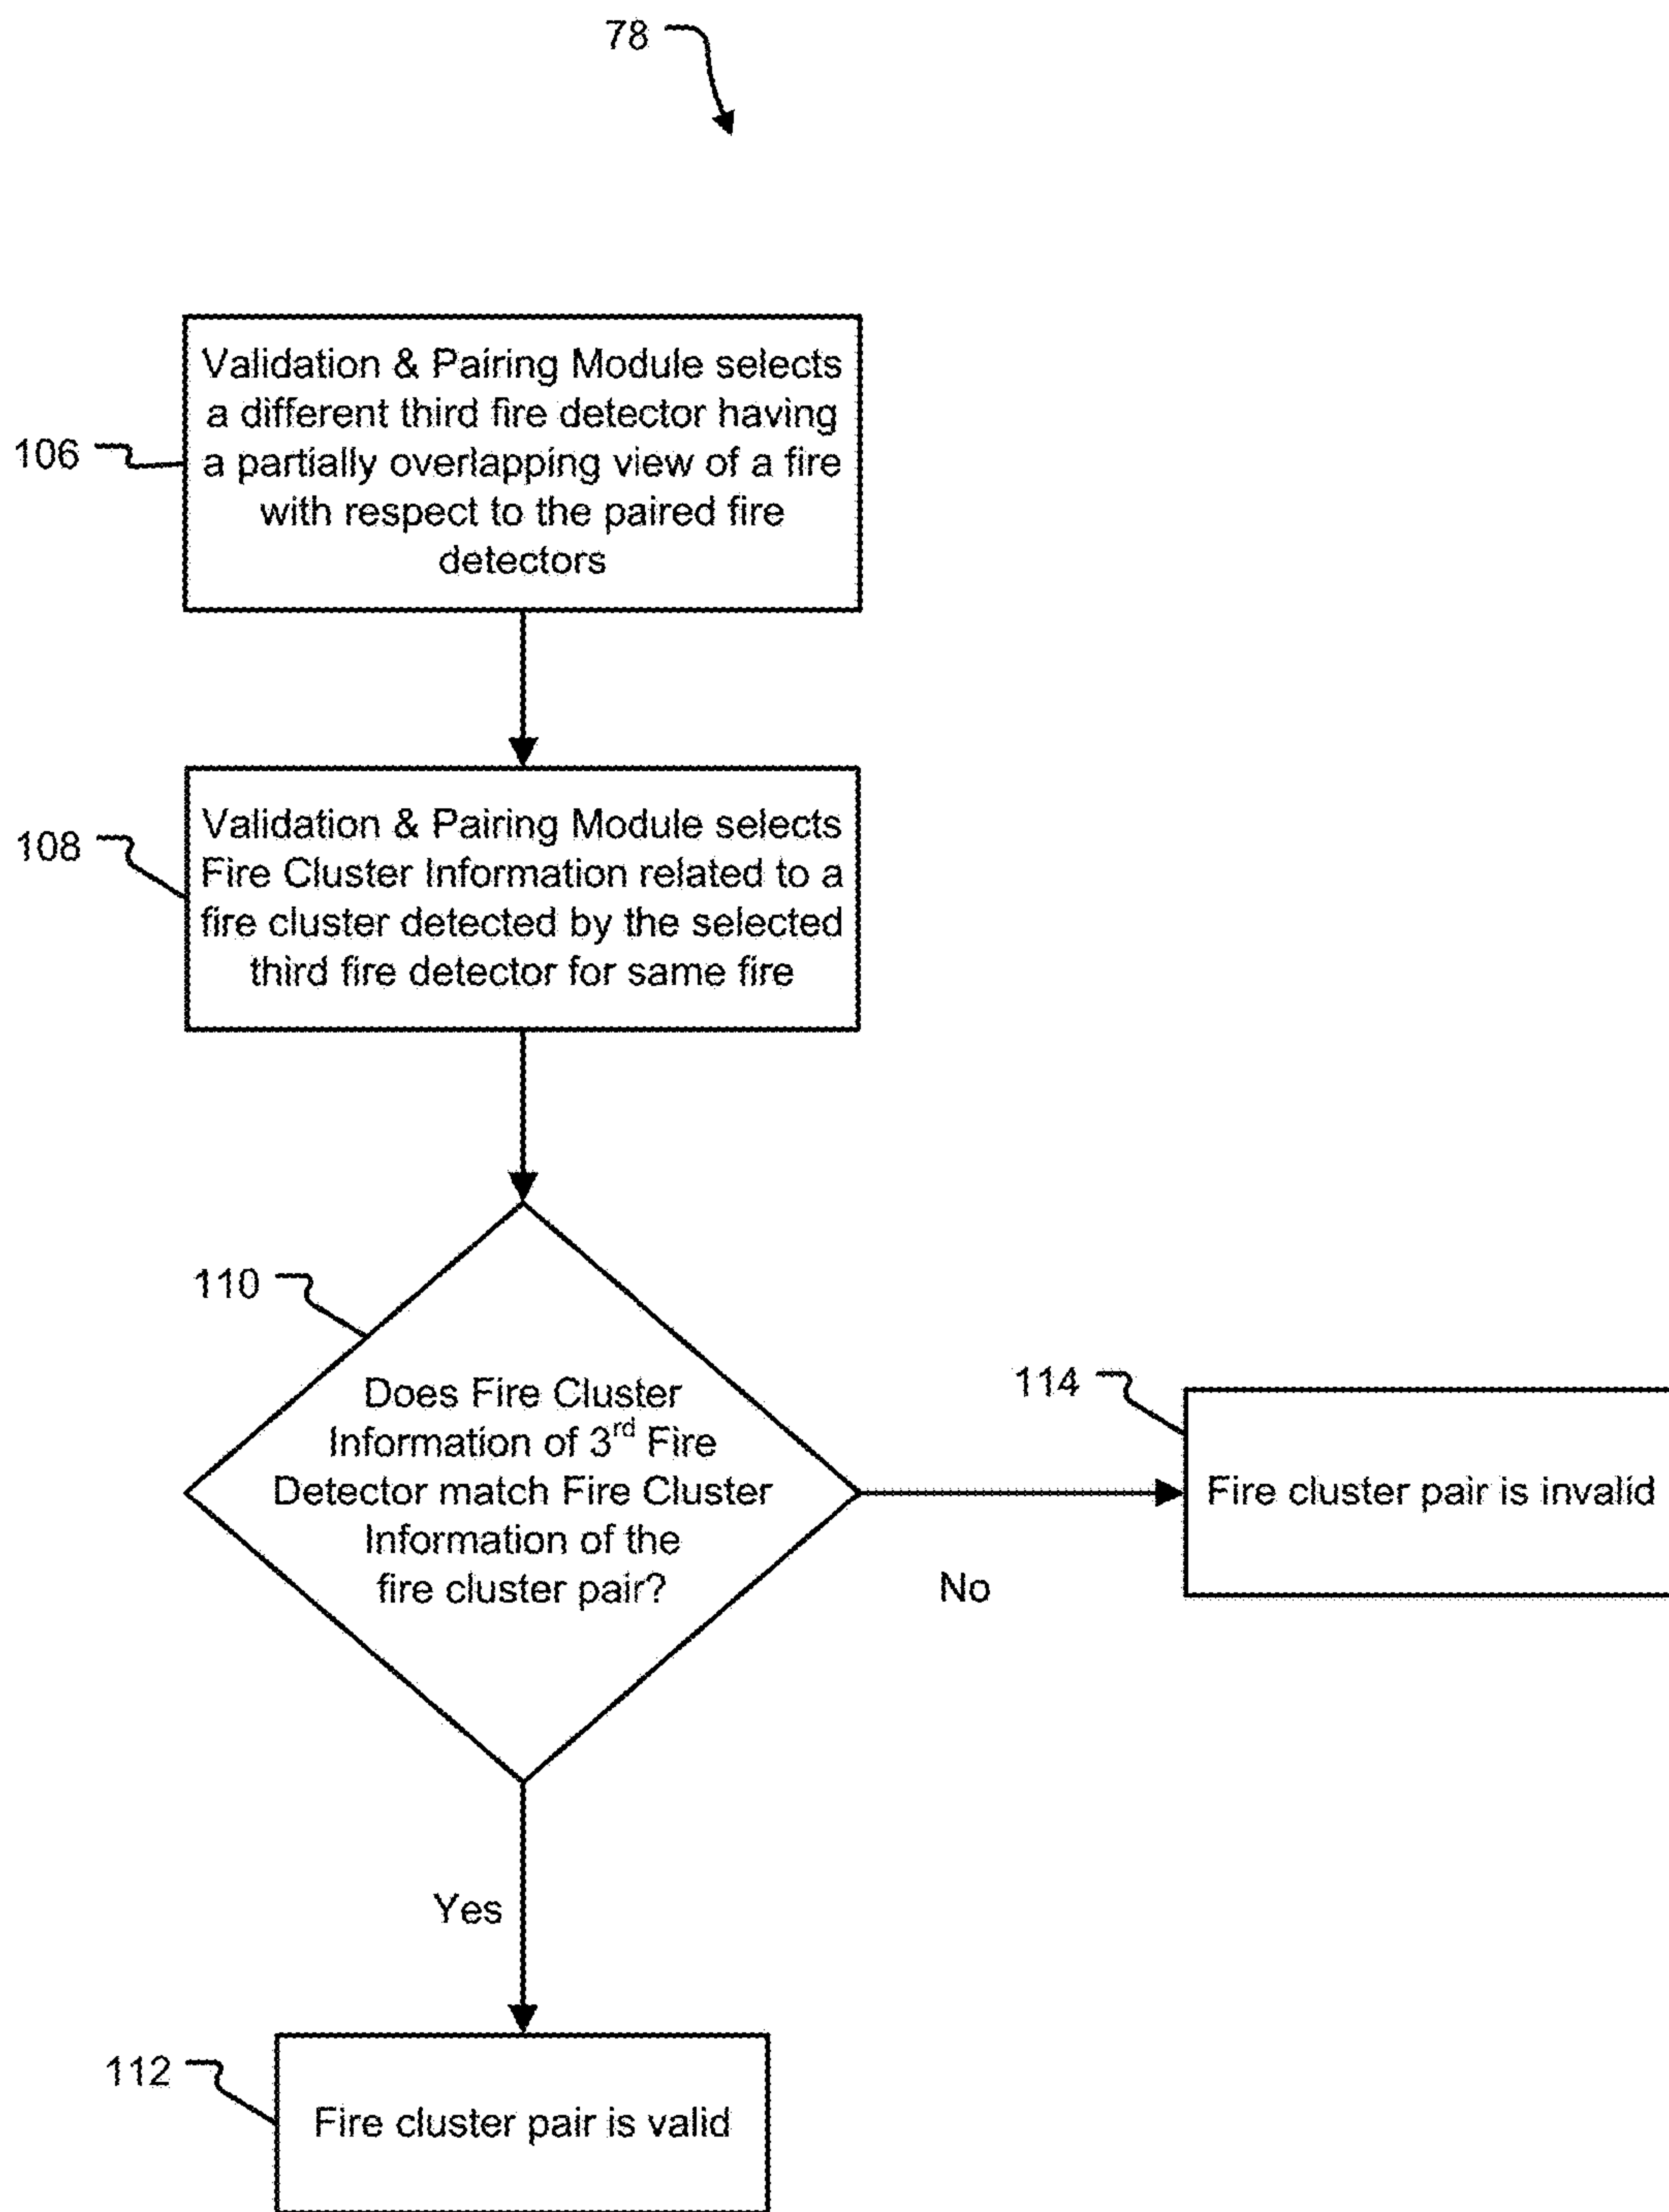 78
106
Validation & Pairing Module selects
a different third fire detector having
a partially overlapping view of a fire
with respect to the paired fire
detectors
108
Validation & Pairing Module selects
Fire Cluster Information related to a
fire cluster detected by the selected
third fire detector for same fire
110
Does Fire Cluster
Information of 3rd Fire
Detector match Fire Cluster
Information of the
fire cluster pair?
114
Fire cluster pair is invalid
No
Yes
112
Fire cluster pair is valid